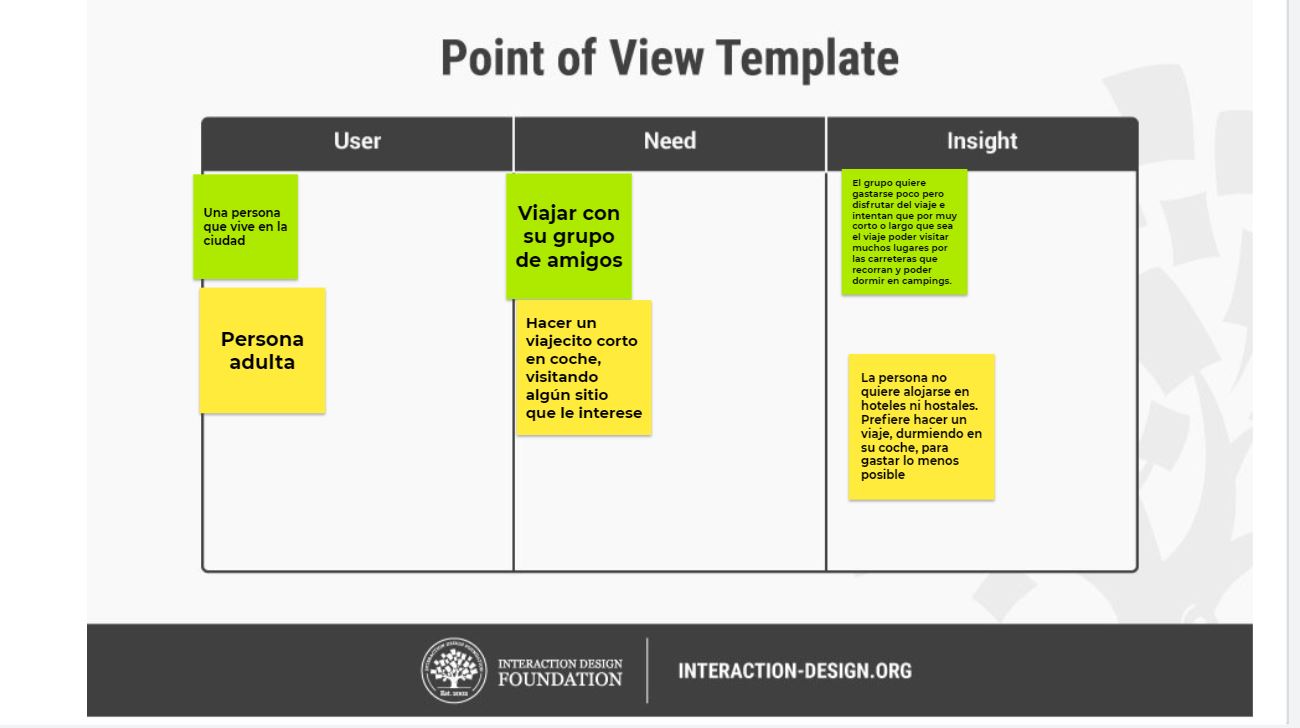 Point of View Template
User
Need
Insight
Una persona
que vive en la
ciudad
Persona
adulta
Viajar con
su grupo
de amigos
Hacer un
viajecito corto
en coche,
visitando
algún sitio
que le interese
El grupo quiere
gastarse poco pero
disfrutar del viaje e
intentan que por muy
corto o largo que sea
el viaje poder visitar
muchos lugares por
las carreteras que
recorran y poder
dormir en campings.
La persona no
quiere alojarse en
hoteles ni hostales.
Prefiere hacer un
viaje, durmiendo en
su coche, para
gastar lo menos
posible
INTERACTION DESIGN FOUNDATION
Est. 2002
INTERACTION DESIGN
FOUNDATION
INTERACTION-DESIGN.ORG